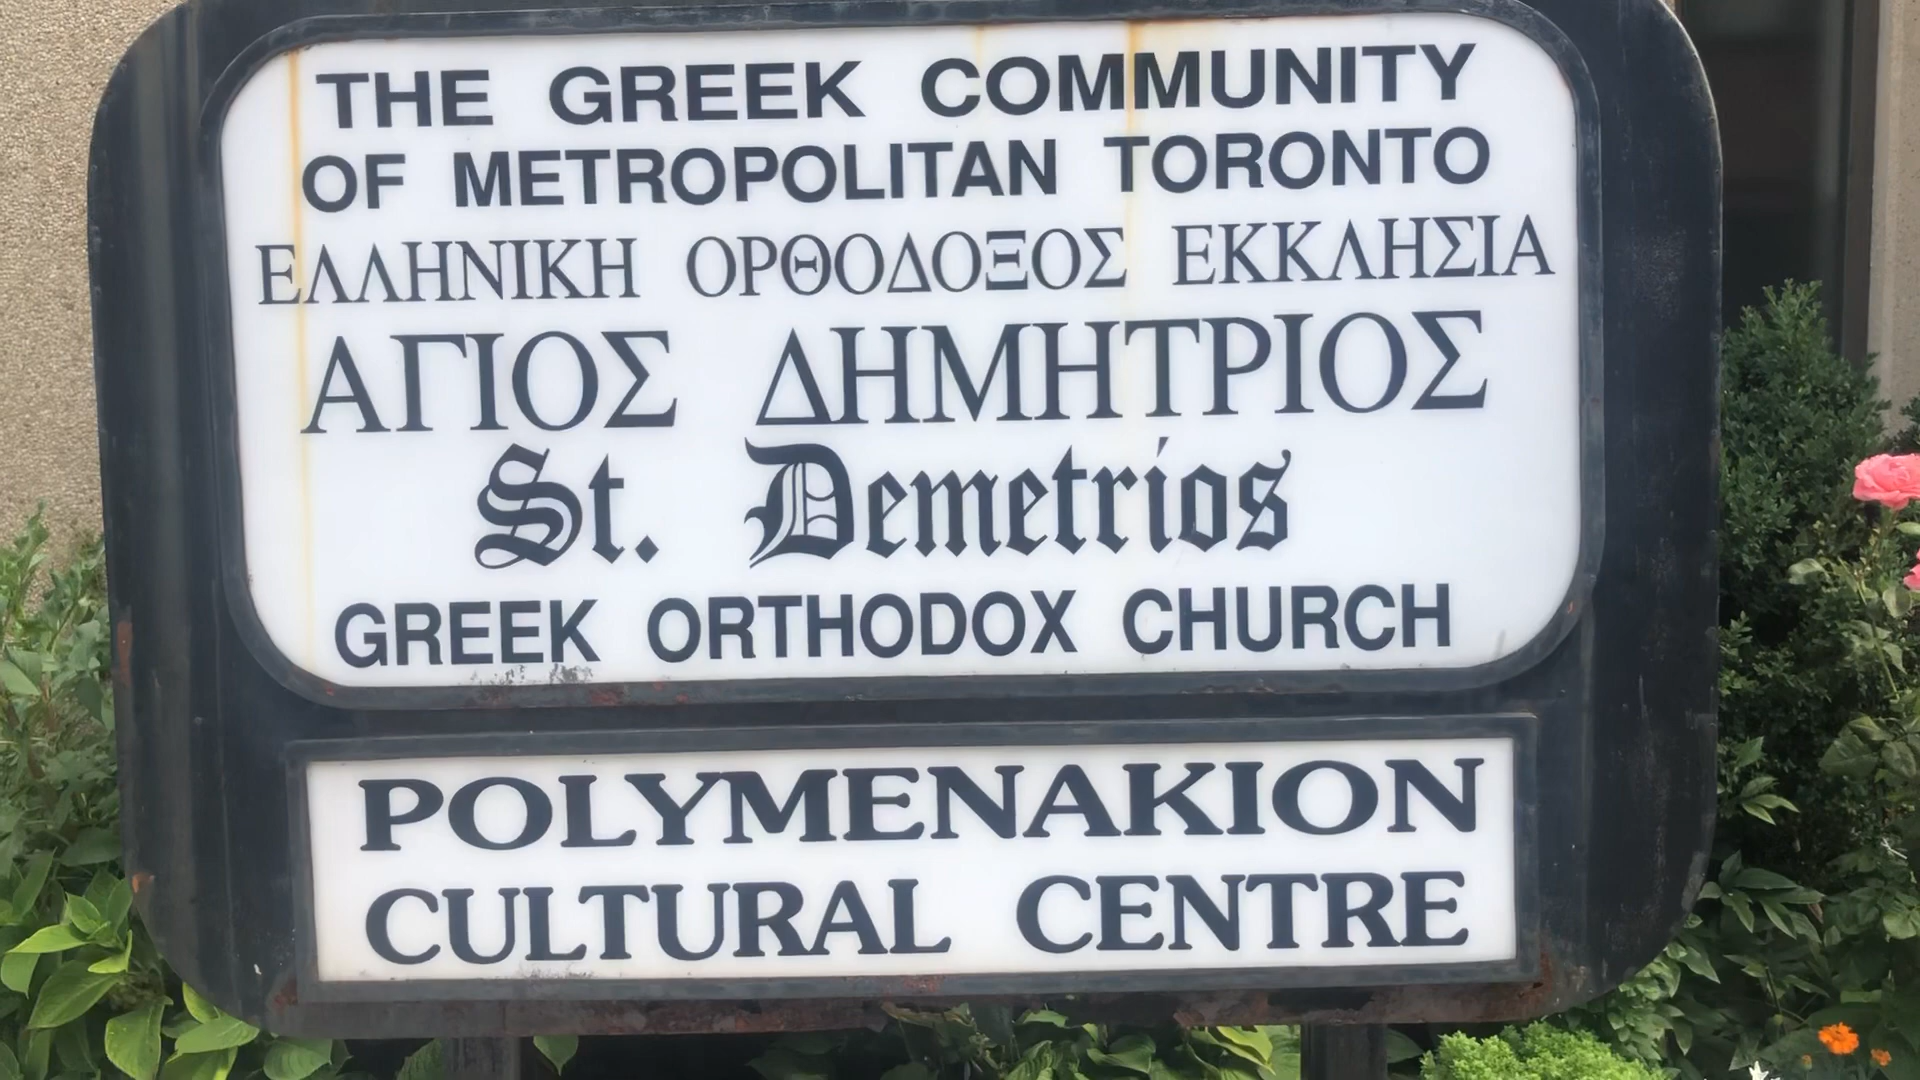 THE GREEK COMMUNITY
OF METROPOLITAN TORONTO
ΕΛΛΗΝΙΚΗ ΟΡΘΟΔΟΞΟΣ ΕΚΚΛΗΣΙΑ
ΑΓΙΟΣ ΔΗΜΗΤΡΙΟΣ
St. Demetrios
GREEK ORTHODOX CHURCH
POLYMENAKION
CULTURAL CENTRE